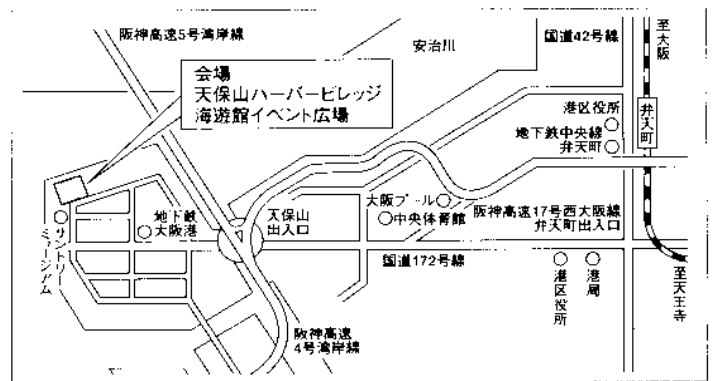 阪神高速5号湾岸線
安治川
国道42号線
至大阪
会場
天保山ハーバービレッジ
海遊館イベント広場
弁天町
港区役所
地下鉄中央線
弁天町
大阪プール
中央体育館
阪神高速17号西大阪線
弁天町出入口
天保山
出入口
地下鉄
大阪港
サントリー
ミュージアム
国道172号線
港区役所
港局
至天王寺
阪神高速
4号湾岸線